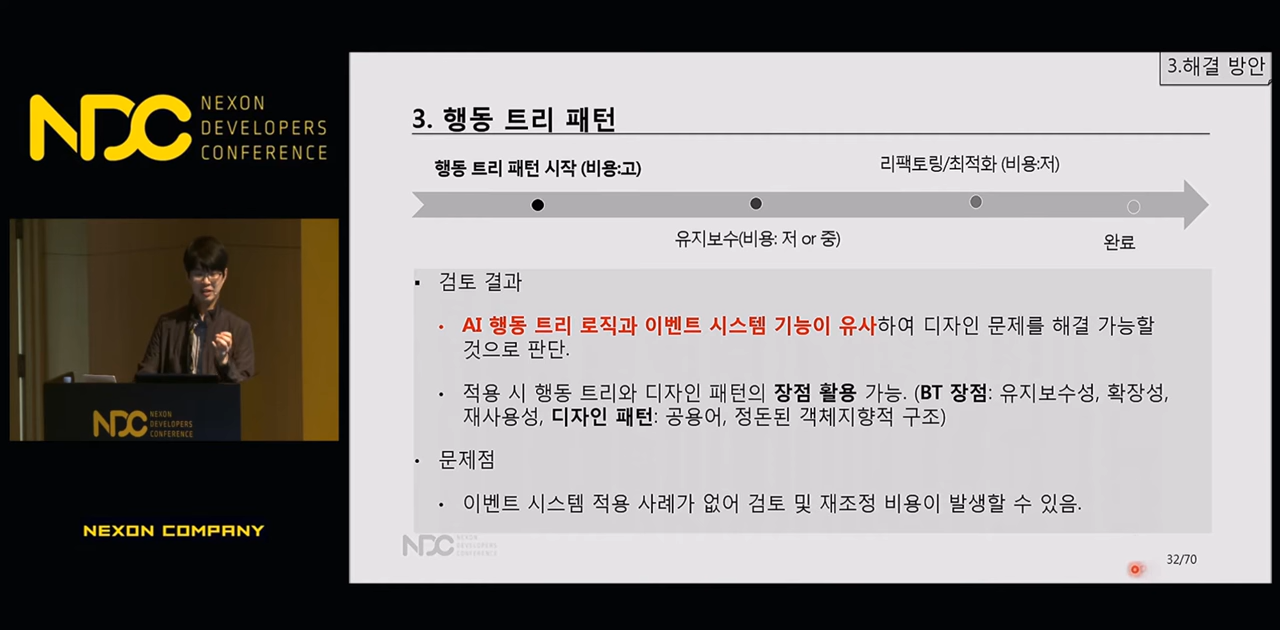 NDC
NEXON
DEVELOPERS
CONFERENCE
NDC
NEXON
DEVELOPERS
CONFERENCE
NEXON COMPANY
3.해결 방안
3. 행동 트리 패턴
행동 트리 패턴 시작 (비용:고)
리팩토링/최적화 (비용:저)
유지보수(비용: 저 or 중)
완료
▪ 검토 결과
• AI 행동 트리 로직과 이벤트 시스템 기능이 유사하여 디자인 문제를 해결 가능할
것으로 판단.
• 적용 시 행동 트리와 디자인 패턴의 장점 활용 가능. (BT 장점: 유지보수성, 확장성,
재사용성, 디자인 패턴: 공용어, 정돈된 객체지향적 구조)
• 문제점
• 이벤트 시스템 적용 사례가 없어 검토 및 재조정 비용이 발생할 수 있음.
NDC
NEXON
DEVELOPERS
CONFERENCE
32/70